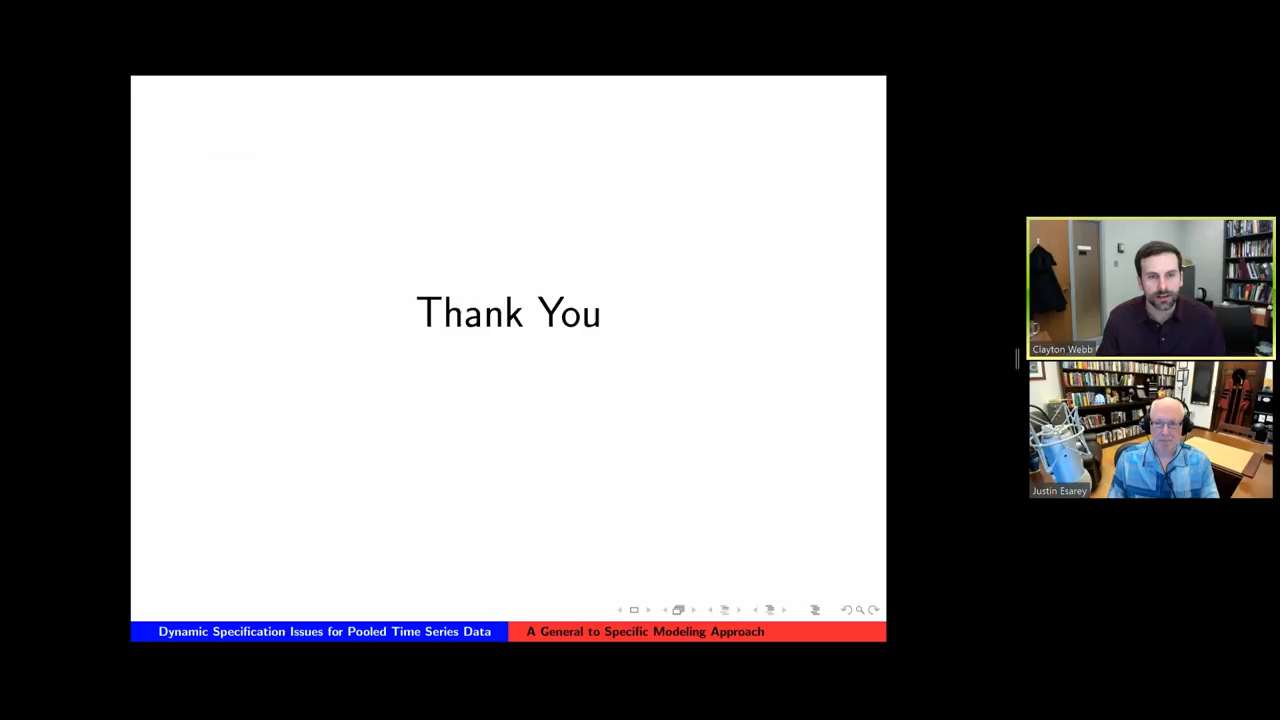 Thank You
Dynamic Specification Issues for Pooled Time Series Data
A General to Specific Modeling Approach
Clayton Webb
Justin Esarey